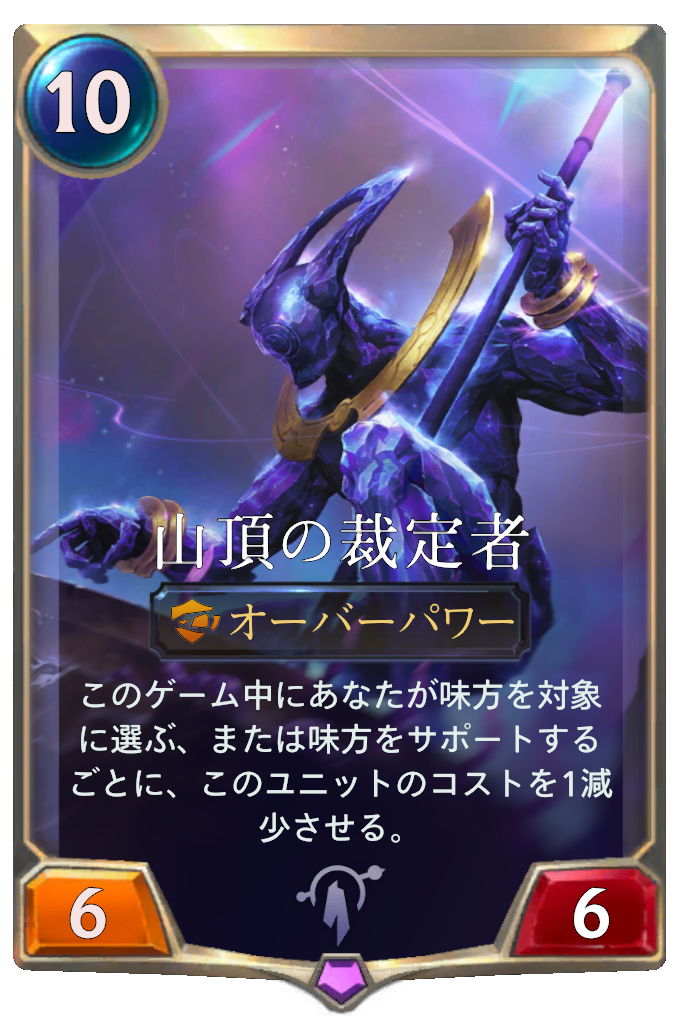 10
山頂の裁定者
オーバーパワー
このゲーム中にあなたが味方を対象
に選ぶ、または味方をサポートする
ごとに、このユニットのコストを1減
少させる。
6
6